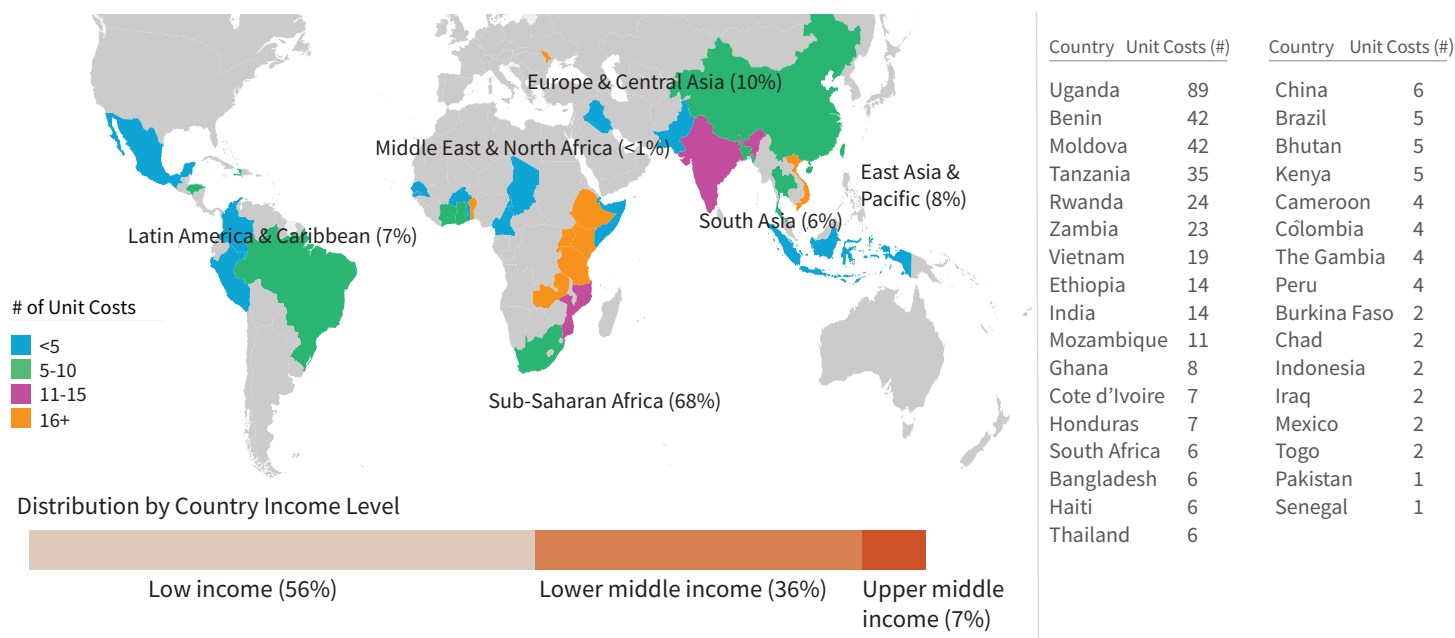 Europe & Central Asia (10%)
Middle East & North Africa (<1%)
East Asia &
Pacific (8%)
South Asia (6%)
Latin America & Caribbean (7%)
Sub-Saharan Africa (68%)
# of Unit Costs
<5
5-10
11-15
16+
Distribution by Country Income Level
Low income (56%)
Lower middle income (36%)
Upper middle
income (7%)
Country Unit Costs (#)
Uganda 89
Benin 42
Moldova 42
Tanzania 35
Rwanda 24
Zambia 23
Vietnam 19
Ethiopia 14
India 14
Mozambique 11
Ghana 8
Cote d’Ivoire 7
Honduras 7
South Africa 6
Bangladesh 6
Haiti 6
Thailand 6
Country Unit Costs (#)
China 6
Brazil 5
Bhutan 5
Kenya 5
Cameroon 4
Colombia 4
The Gambia 4
Peru 4
Burkina Faso 2
Chad 2
Indonesia 2
Iraq 2
Mexico 2
Togo 2
Pakistan 1
Senegal 1